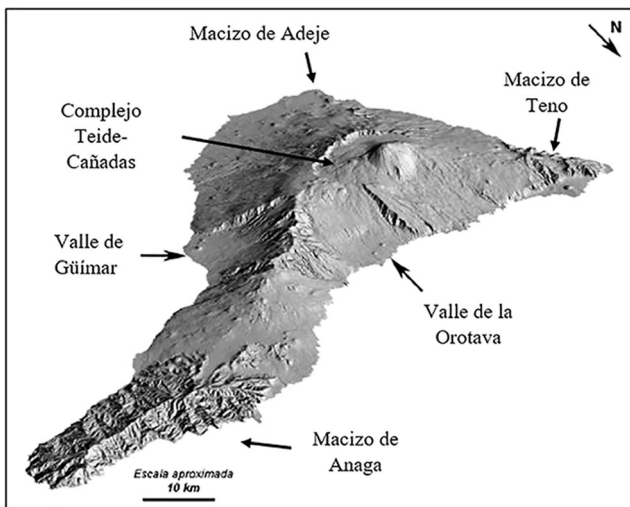 Macizo de Adeje
N
Macizo de
Teno
Complejo
Teide-
Cañadas
Valle de
Güímar
Valle de la
Orotava
Macizo de
Anaga
Escala aproximada
10 km